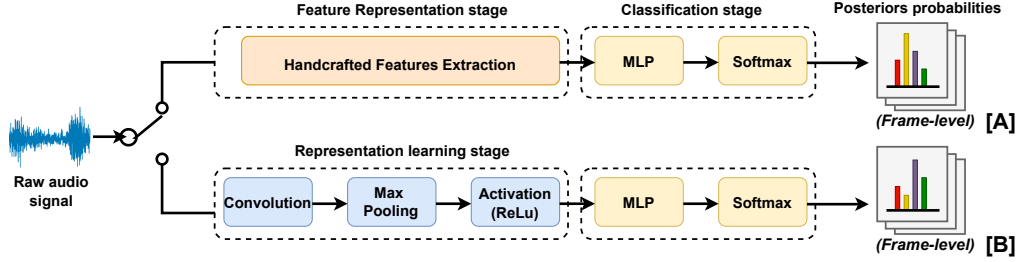 Feature Representation stage
Classification stage
Posteriors probabilities
Handcrafted Features Extraction
MLP
Softmax
(Frame-level)
[A]
Raw audio
signal
Representation learning stage
Convolution
Max
Pooling
Activation
(ReLu)
MLP
Softmax
(Frame-level)
[B]